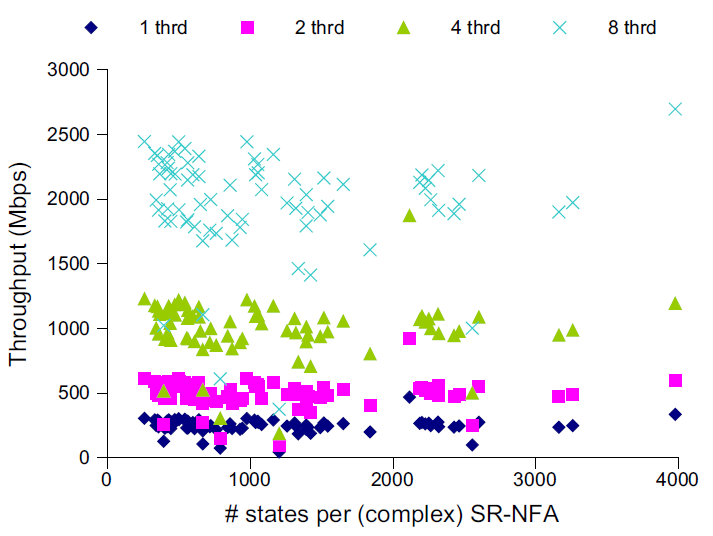 1 thrd 2 thrd 4 thrd 8 thrd
3000
2500
2000
1500
1000
500
0
Throughput (Mbps)
0 1000 2000 3000 4000
# states per (complex) SR-NFA